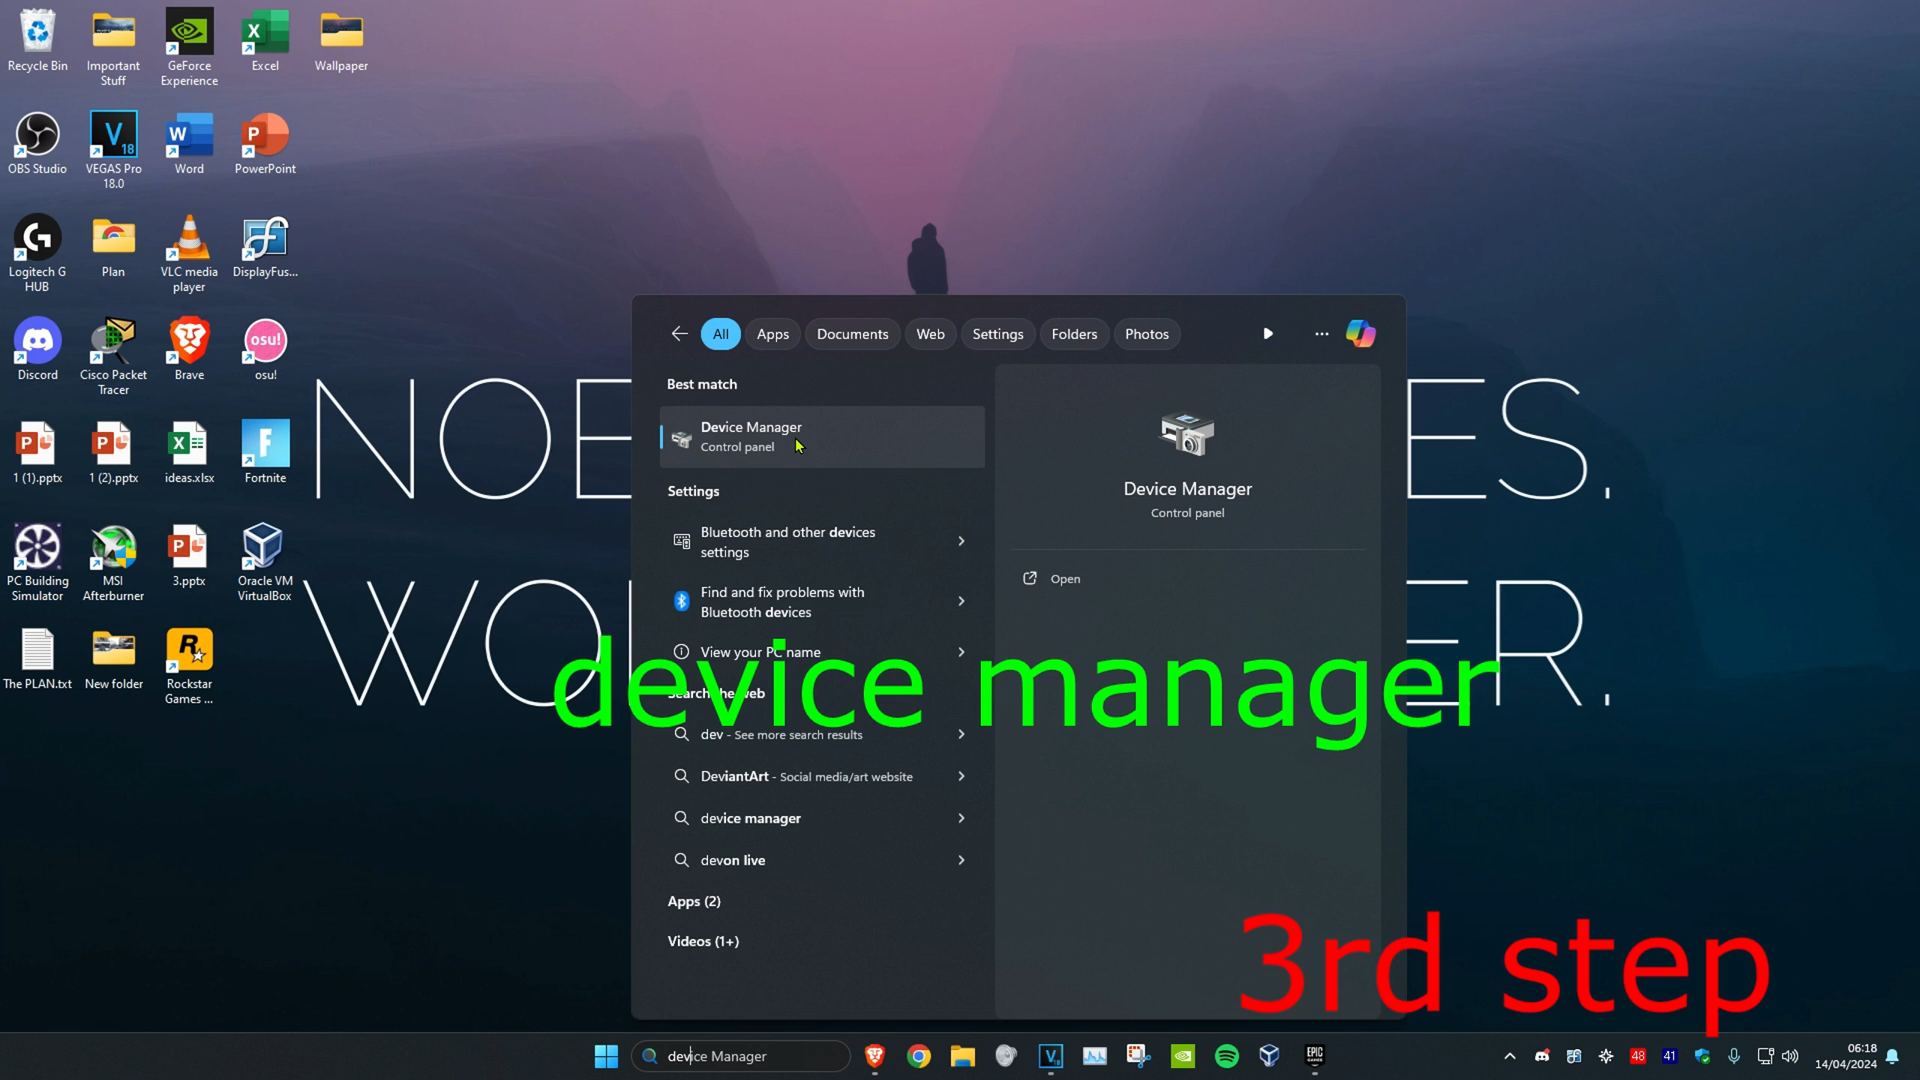 Recycle Bin
Important Stuff
GeForce Experience
Excel
Wallpaper
OBS Studio
VEGAS Pro 18.0
Word
PowerPoint
Logitech G HUB
Plan
VLC media player
DisplayFus...
Discord
Cisco Packet Tracer
Brave
osu!
osu!
1 (1).pptx
1 (2).pptx
ideas.xlsx
Fortnite
PC Building Simulator
MSI Afterburner
3.pptx
Oracle VM VirtualBox
The PLAN.txt
New folder
Rockstar Games ...
All
Apps
Documents
Web
Settings
Folders
Photos
Best match
Device Manager
Control panel
Settings
Bluetooth and other devices
settings
Find and fix problems with
Bluetooth devices
View your PC name
Search the web
dev - See more search results
DeviantArt - Social media/art website
device manager
devon live
Apps (2)
Videos (1+)
Device Manager
Control panel
Open
device manager
3rd step
device Manager
48
41
06:18
14/04/2024